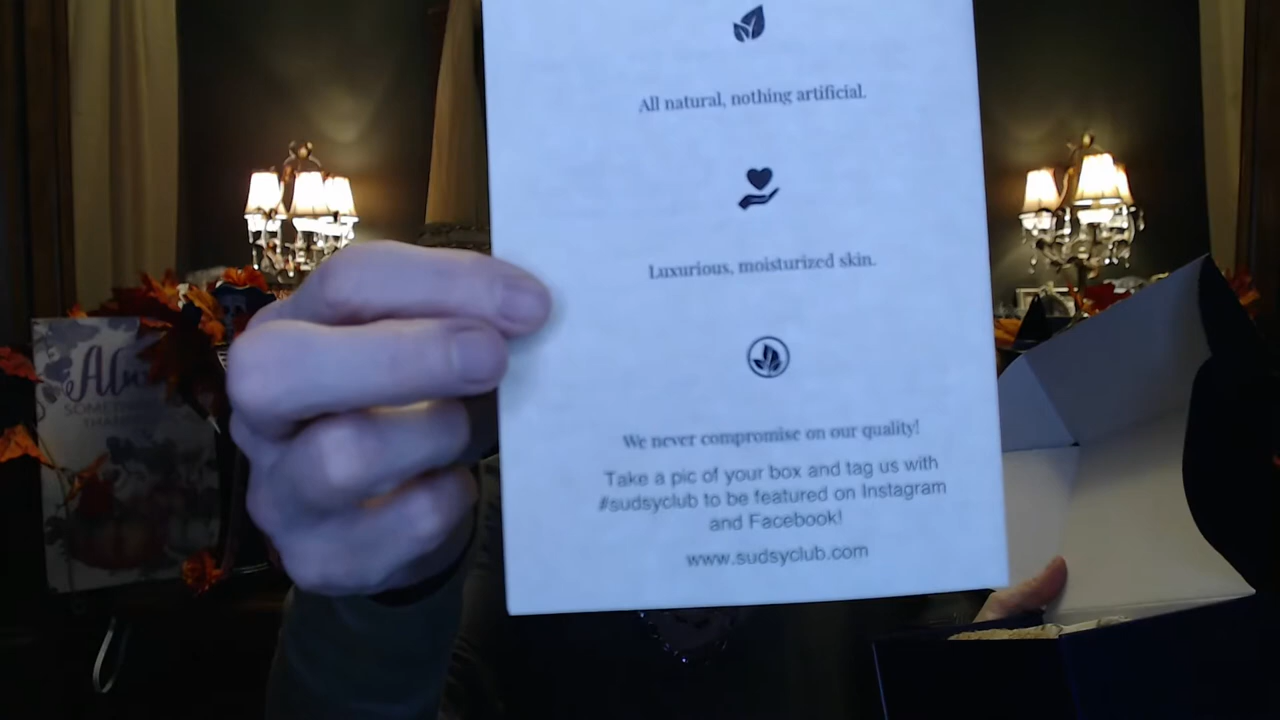 All natural, nothing artificial.
Luxurious, moisturized skin.
We never compromise on our quality!
Take a pic of your box and tag us with
#sudsyclub to be featured on Instagram
and Facebook!
www.sudsyclub.com